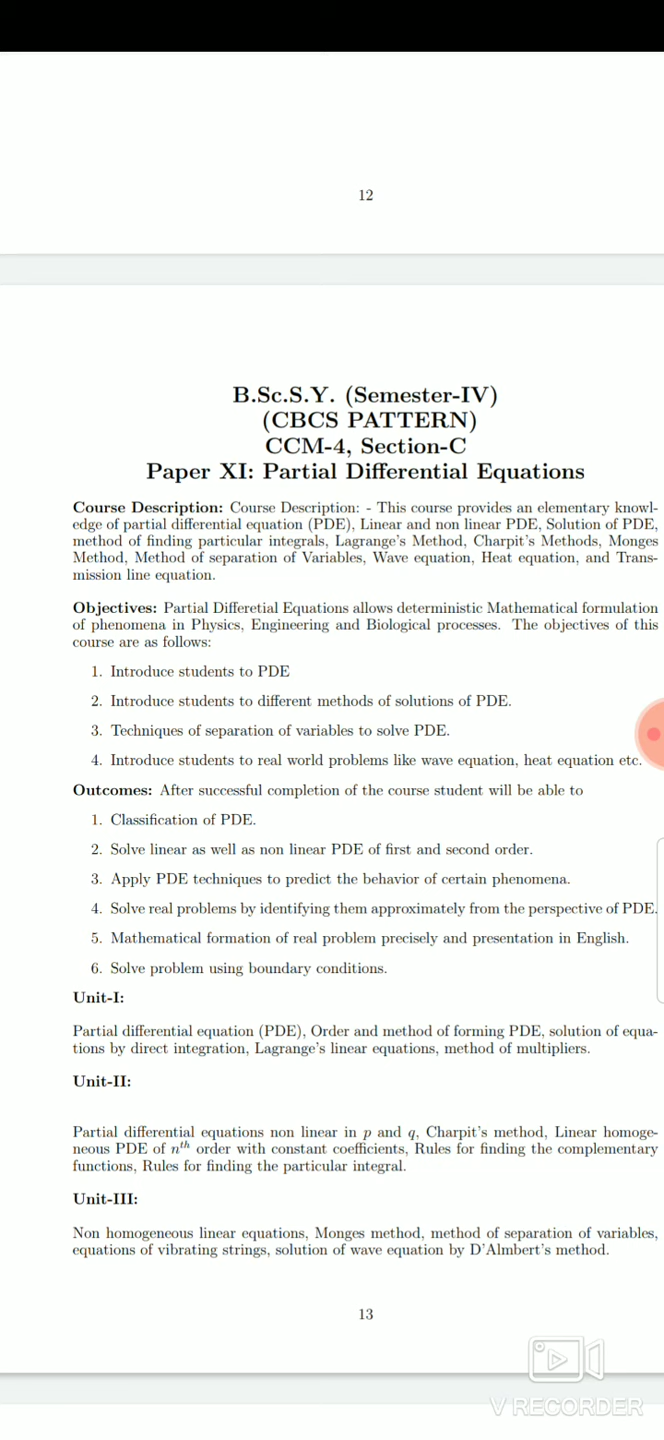 12
B.Sc.S.Y. (Semester-IV)
(CBCS PATTERN)
CCM-4, Section-C
Paper XI: Partial Differential Equations
Course Description: Course Description: - This course provides an elementary knowl-
edge of partial differential equation (PDE), Linear and non linear PDE, Solution of PDE,
method of finding particular integrals, Lagrange's Method, Charpit's Methods, Monges
Method, Method of separation of Variables, Wave equation, Heat equation, and Trans-
mission line equation.
Objectives: Partial Differetial Equations allows deterministic Mathematical formulation
of phenomena in Physics, Engineering and Biological processes. The objectives of this
course are as follows:
1. Introduce students to PDE
2. Introduce students to different methods of solutions of PDE.
3. Techniques of separation of variables to solve PDE.
4. Introduce students to real world problems like wave equation, heat equation etc.
Outcomes: After successful completion of the course student will be able to
1. Classification of PDE.
2. Solve linear as well as non linear PDE of first and second order.
3. Apply PDE techniques to predict the behavior of certain phenomena.
4. Solve real problems by identifying them approximately from the perspective of PDE.
5. Mathematical formation of real problem precisely and presentation in English.
6. Solve problem using boundary conditions.
Unit-I:
Partial differential equation (PDE), Order and method of forming PDE, solution of equa-
tions by direct integration, Lagrange's linear equations, method of multipliers.
Unit-II:
Partial differential equations non linear in p and q, Charpit's method, Linear homoge-
neous PDE of nth order with constant coefficients, Rules for finding the complementary
functions, Rules for finding the particular integral.
Unit-III:
Non homogeneous linear equations, Monges method, method of separation of variables,
equations of vibrating strings, solution of wave equation by D'Almbert's method.
13
V RECORDER